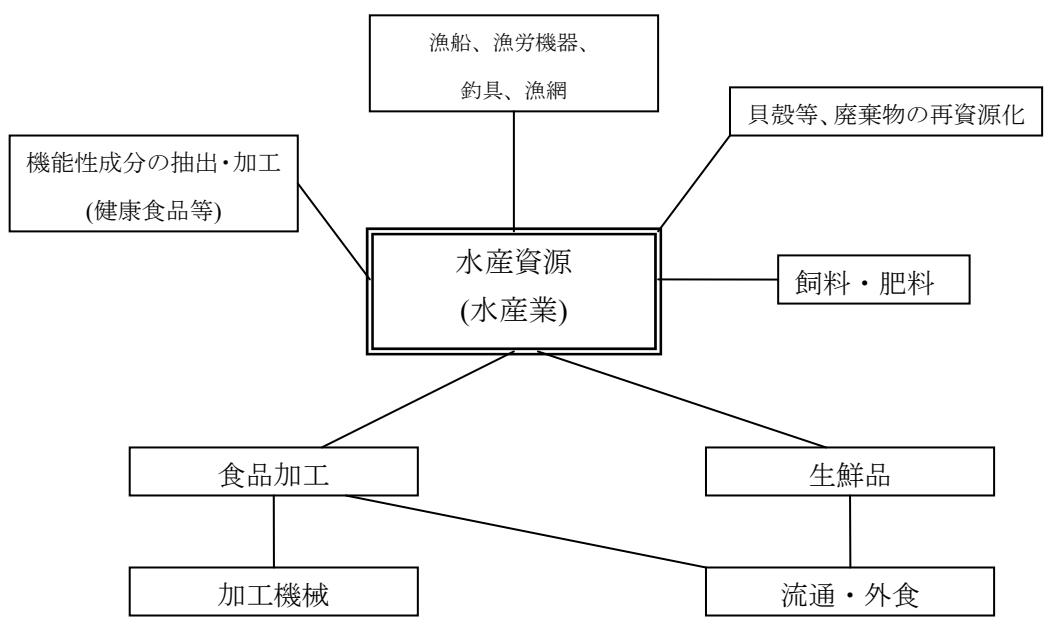 漁船、漁労機器、
釣具、漁網
貝殻等、廃棄物の再資源化
機能性成分の抽出・加工
(健康食品等)
水産資源
(水産業)
飼料・肥料
食品加工
生鮮品
加工機械
流通・外食